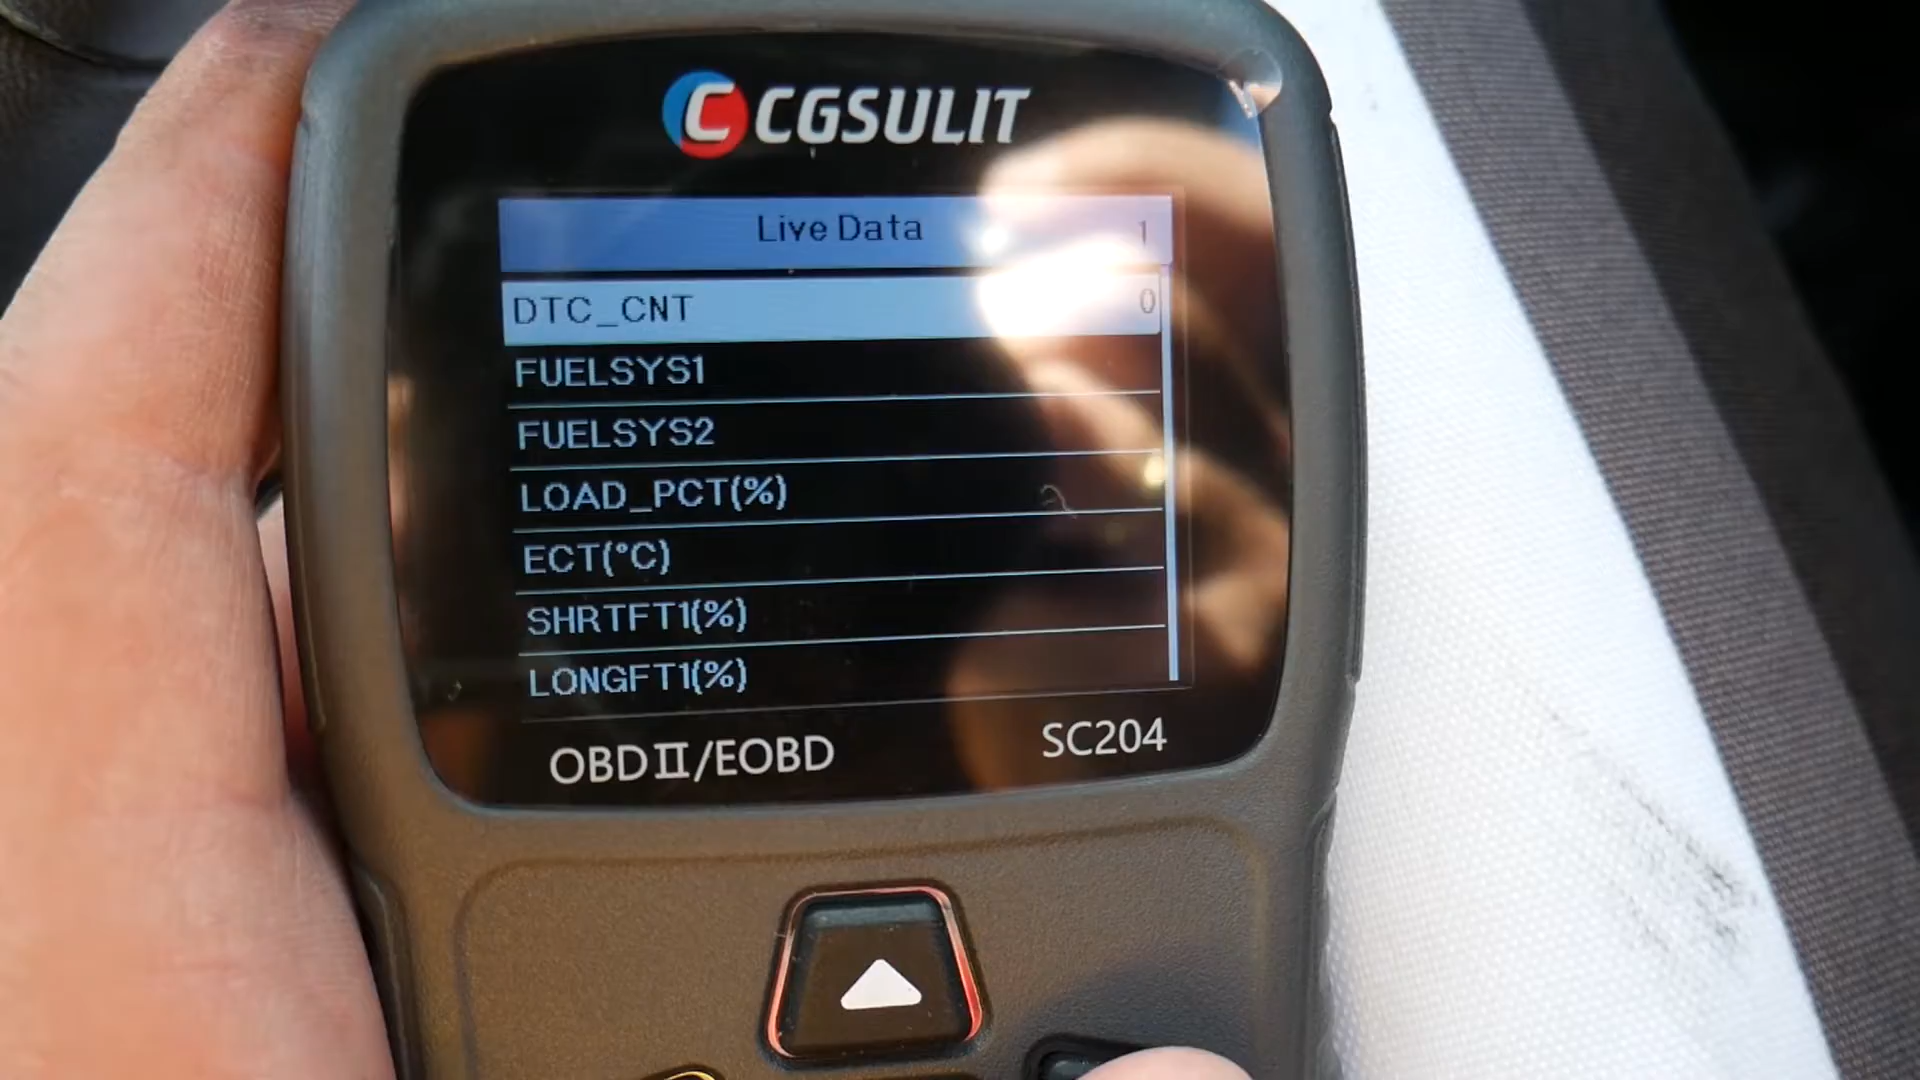 C CGSULIT
Live Data 1
DTC_CNT 0
FUELSYS1
FUELSYS2
LOAD_PCT(%)
ECT(°C)
SHRTFT1(%)
LONGFT1(%)
OBDII/EOBD SC204